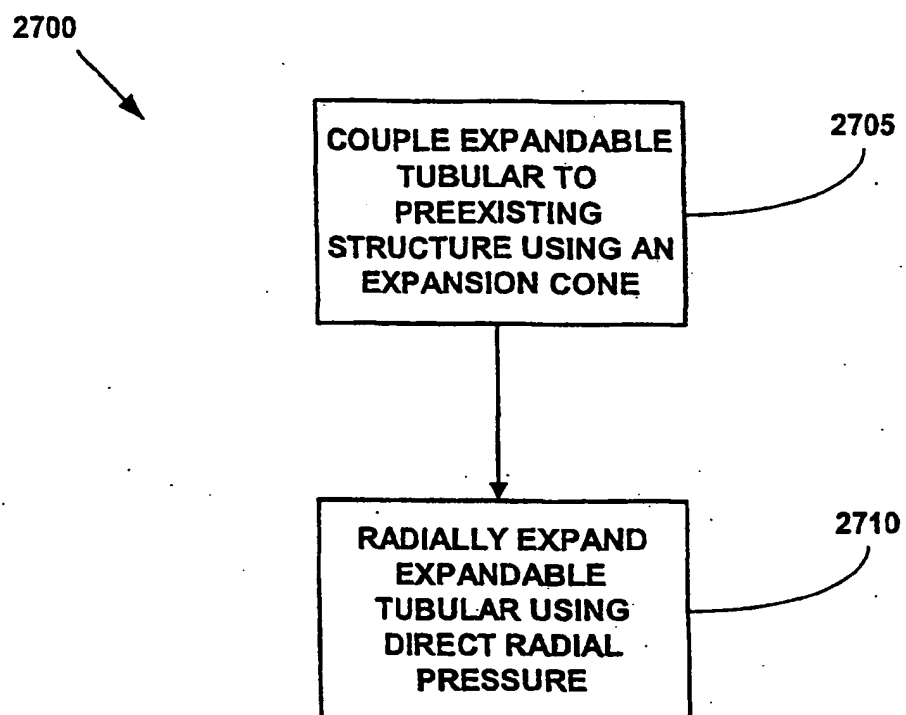 2700
COUPLE EXPANDABLE
TUBULAR TO
PREEXISTING
STRUCTURE USING AN
EXPANSION CONE
2705
RADIALLY EXPAND
EXPANDABLE
TUBULAR USING
DIRECT RADIAL
PRESSURE
2710